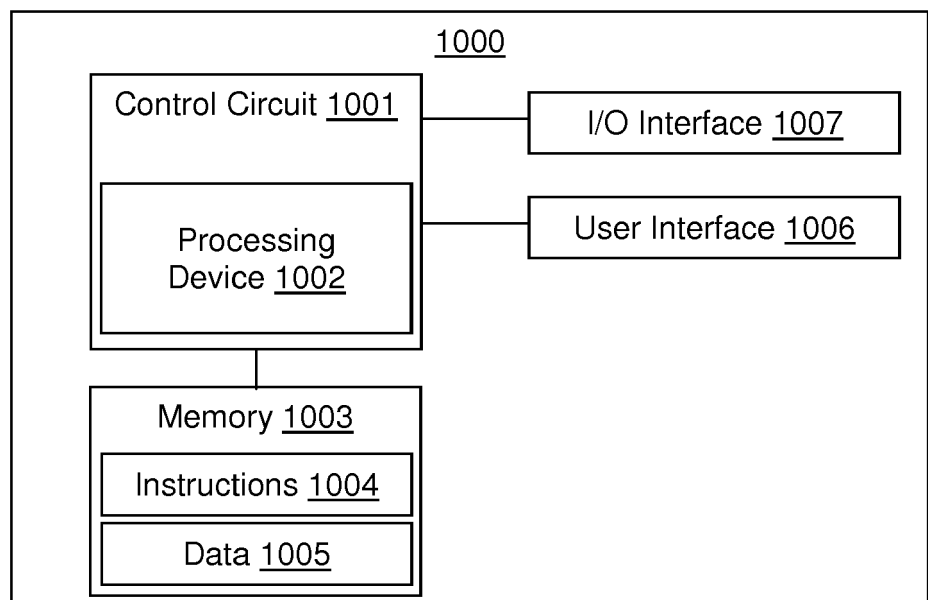 1000
Control Circuit 1001
I/O Interface 1007
Processing
Device 1002
User Interface 1006
Memory 1003
Instructions 1004
Data 1005